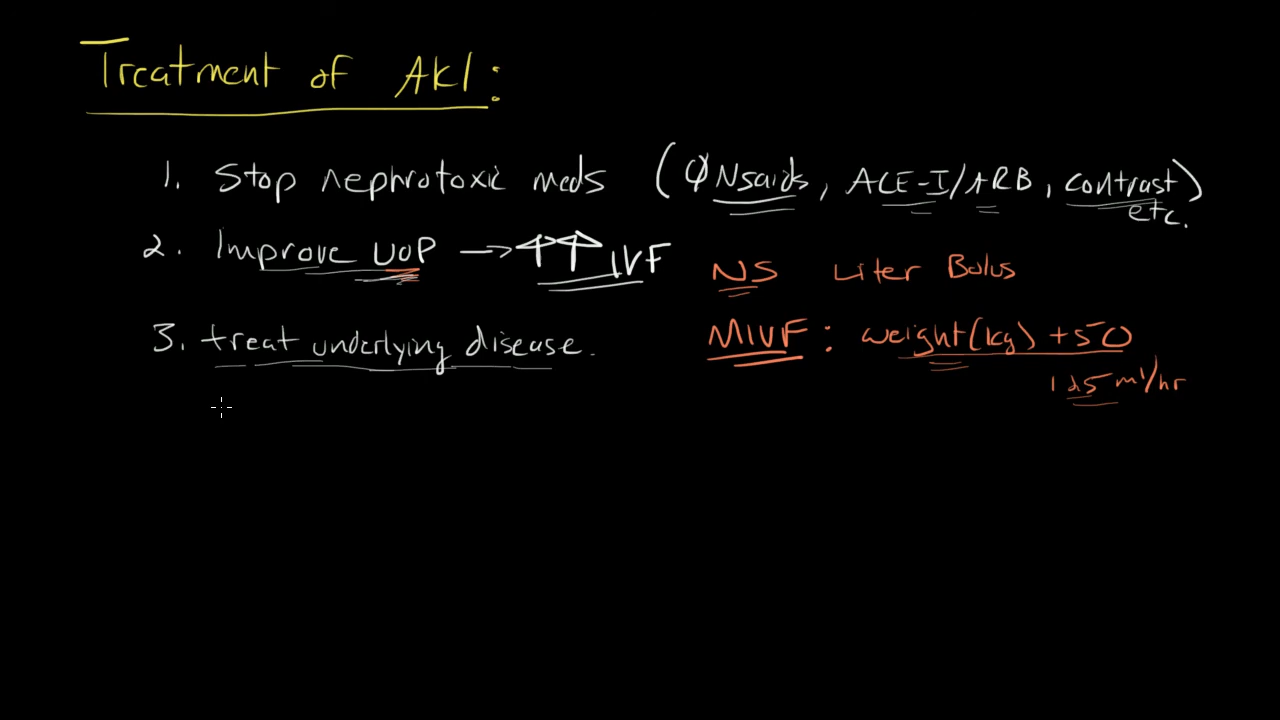 Treatment of AKI:
1. Stop nephrotoxic meds (∅ Nsaids, ACE-I/ARB, contrast etc.)
2. Improve UOP → ↑↑ IVF
NS Liter Bolus
3. treat underlying disease.
MIVF: weight(kg) +50
125 ml/hr